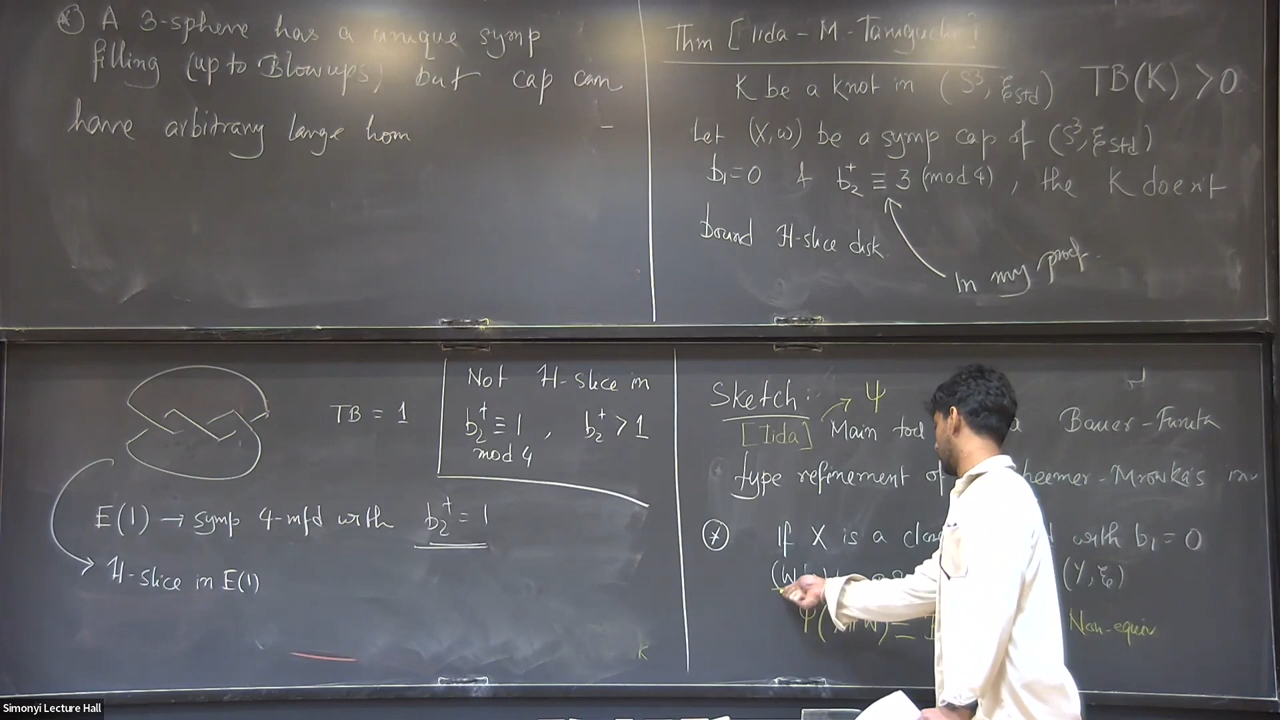 A 3-sphere has a unique symp
filling (up to Blowups) but cap can
have arbitrary large hom
Thm [Iida - M - Taniguchi]
K be a knot in (S³, ξstd) TB(K) > 0
Let (X, ω) be a symp cap of (S³, ξstd)
b₁ = 0 & b₂⁺ ≡ 3 (mod 4), the K doesn't
bound H-slice disk
In my proof.
TB = 1
Not H-slice in
b₂⁺ ≡ 1 , b₂⁺ > 1
mod 4
E(1) → symp 4-mfd with b₂⁺ = 1
→ H-slice in E(1)
K
Sketch: → Ψ
[Iida] Main tool Bauer-Furuta
type refinement of Mrowka's inv
(*) If X is a with b₁ = 0
(Y, ξ)
Non-equiv
Simonyi Lecture Hall